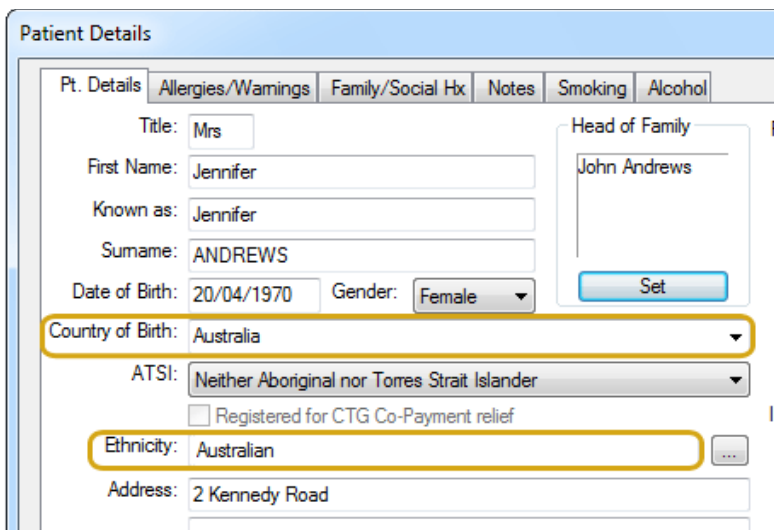 Patient Details
Pt. Details Allergies/Warnings Family/Social Hx Notes Smoking Alcohol
Title: Mrs
Head of Family
First Name: Jennifer
John Andrews
Known as: Jennifer
Surname: ANDREWS
Date of Birth: 20/04/1970 Gender: Female
Set
Country of Birth: Australia
ATSI: Neither Aboriginal nor Torres Strait Islander
Registered for CTG Co-Payment relief
Ethnicity: Australian ...
Address: 2 Kennedy Road